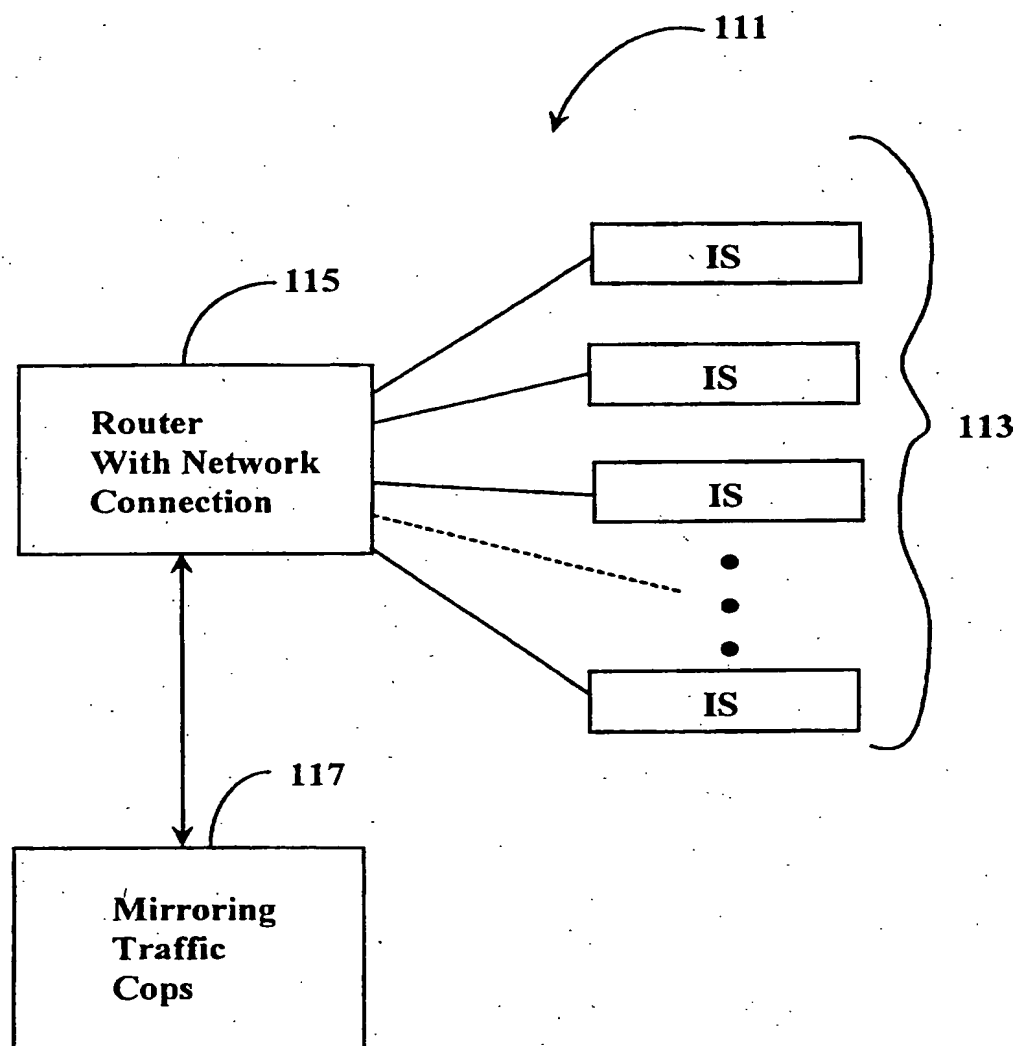 111
IS
115
IS
Router
With Network
Connection
113
IS
IS
117
Mirroring
Traffic
Cops